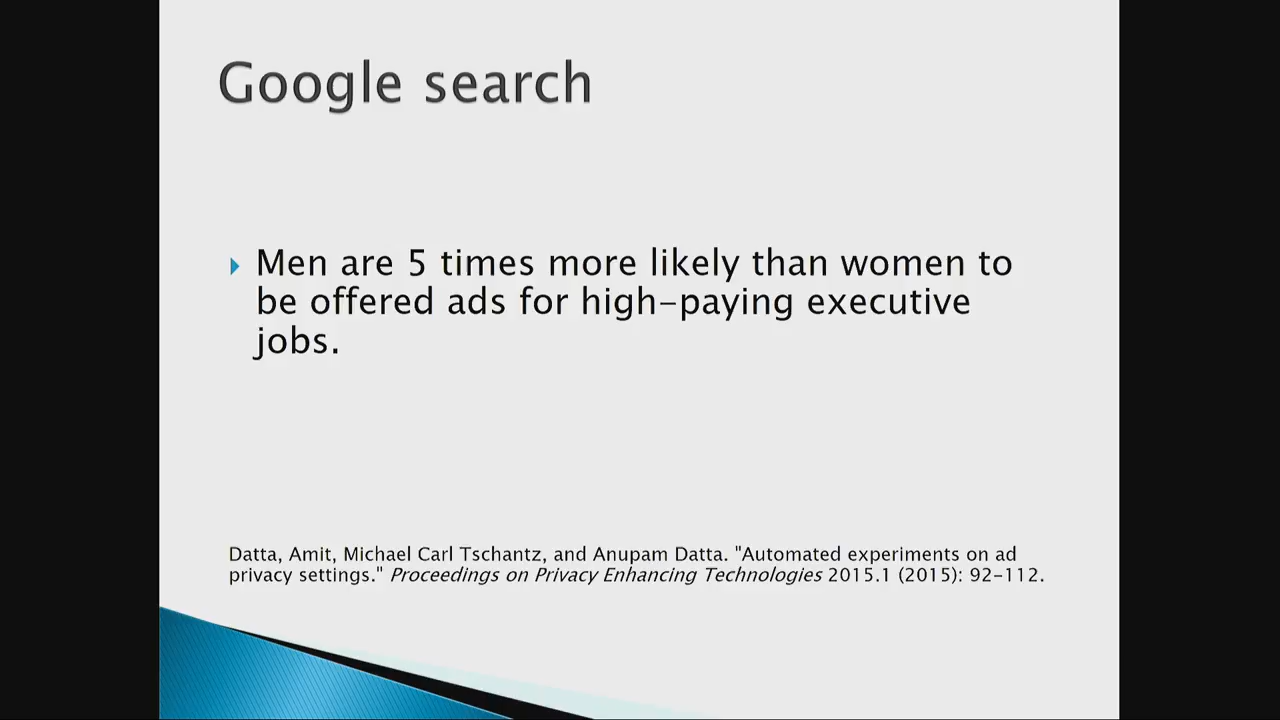 Google search
Men are 5 times more likely than women to
be offered ads for high-paying executive
jobs.
Datta, Amit, Michael Carl Tschantz, and Anupam Datta. "Automated experiments on ad
privacy settings." Proceedings on Privacy Enhancing Technologies 2015.1 (2015): 92-112.